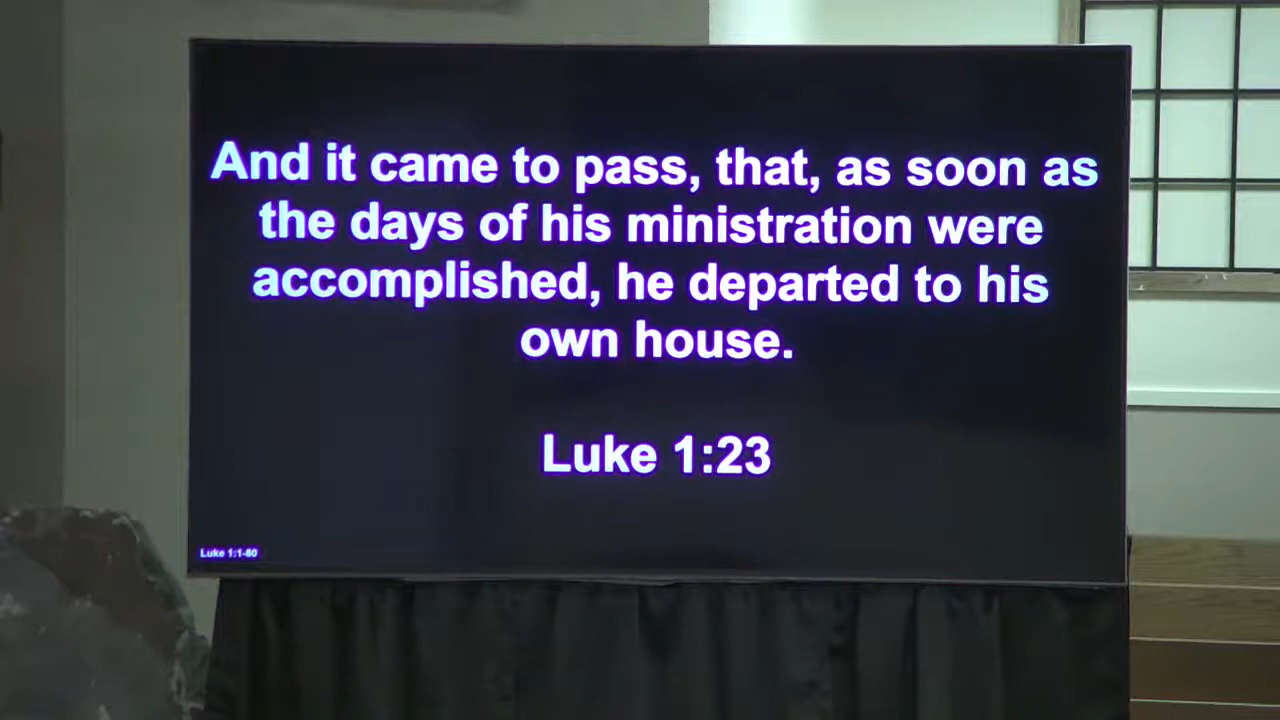 And it came to pass, that, as soon as
the days of his ministration were
accomplished, he departed to his
own house.
Luke 1:23
Luke 1:1-80